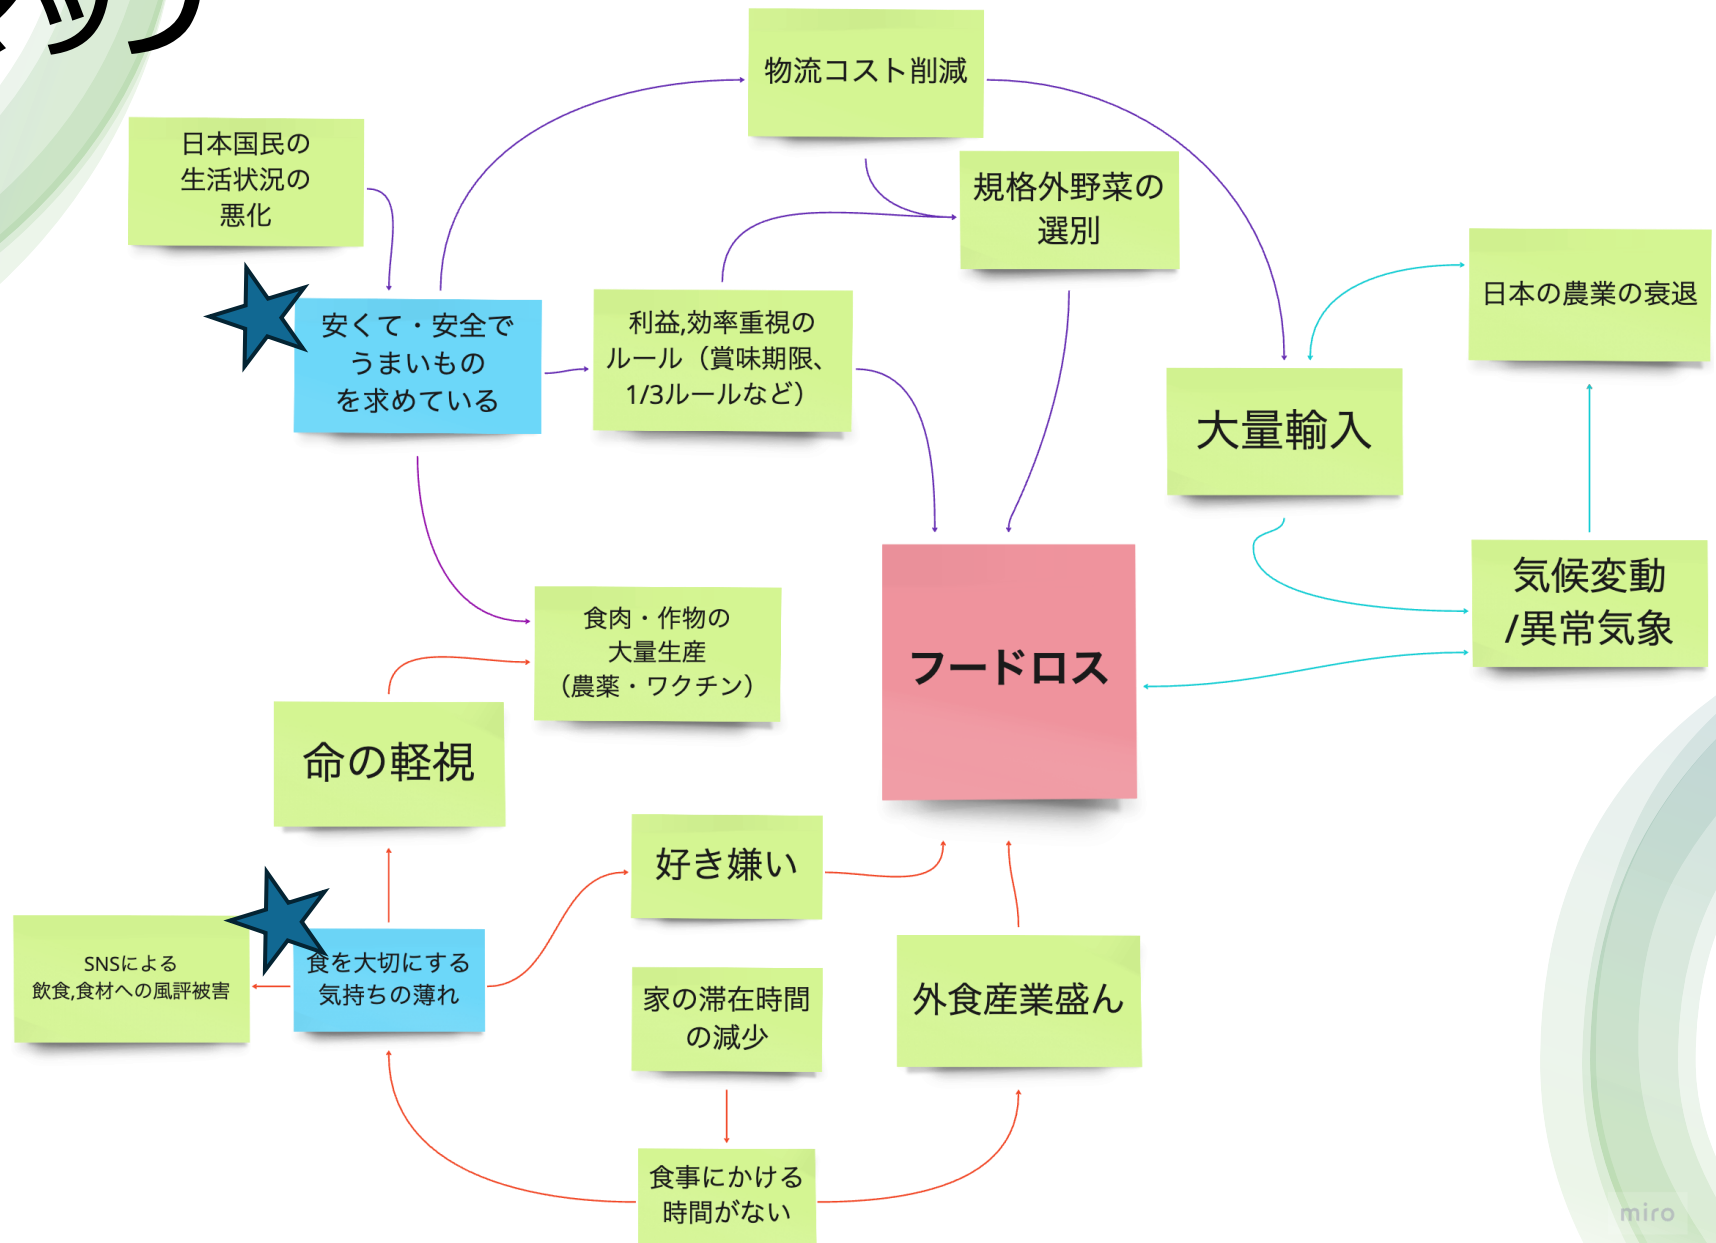 マップ
物流コスト削減
日本国民の
生活状況の
悪化
規格外野菜の
選別
日本の農業の衰退
安くて・安全で
うまいもの
を求めている
利益,効率重視の
ルール（賞味期限、
1/3ルールなど）
大量輸入
気候変動
/異常気象
食肉・作物の
大量生産
（農薬・ワクチン）
フードロス
命の軽視
好き嫌い
SNSによる
飲食,食材への風評被害
食を大切にする
気持ちの薄れ
家の滞在時間
の減少
外食産業盛ん
食事にかける
時間がない
miro